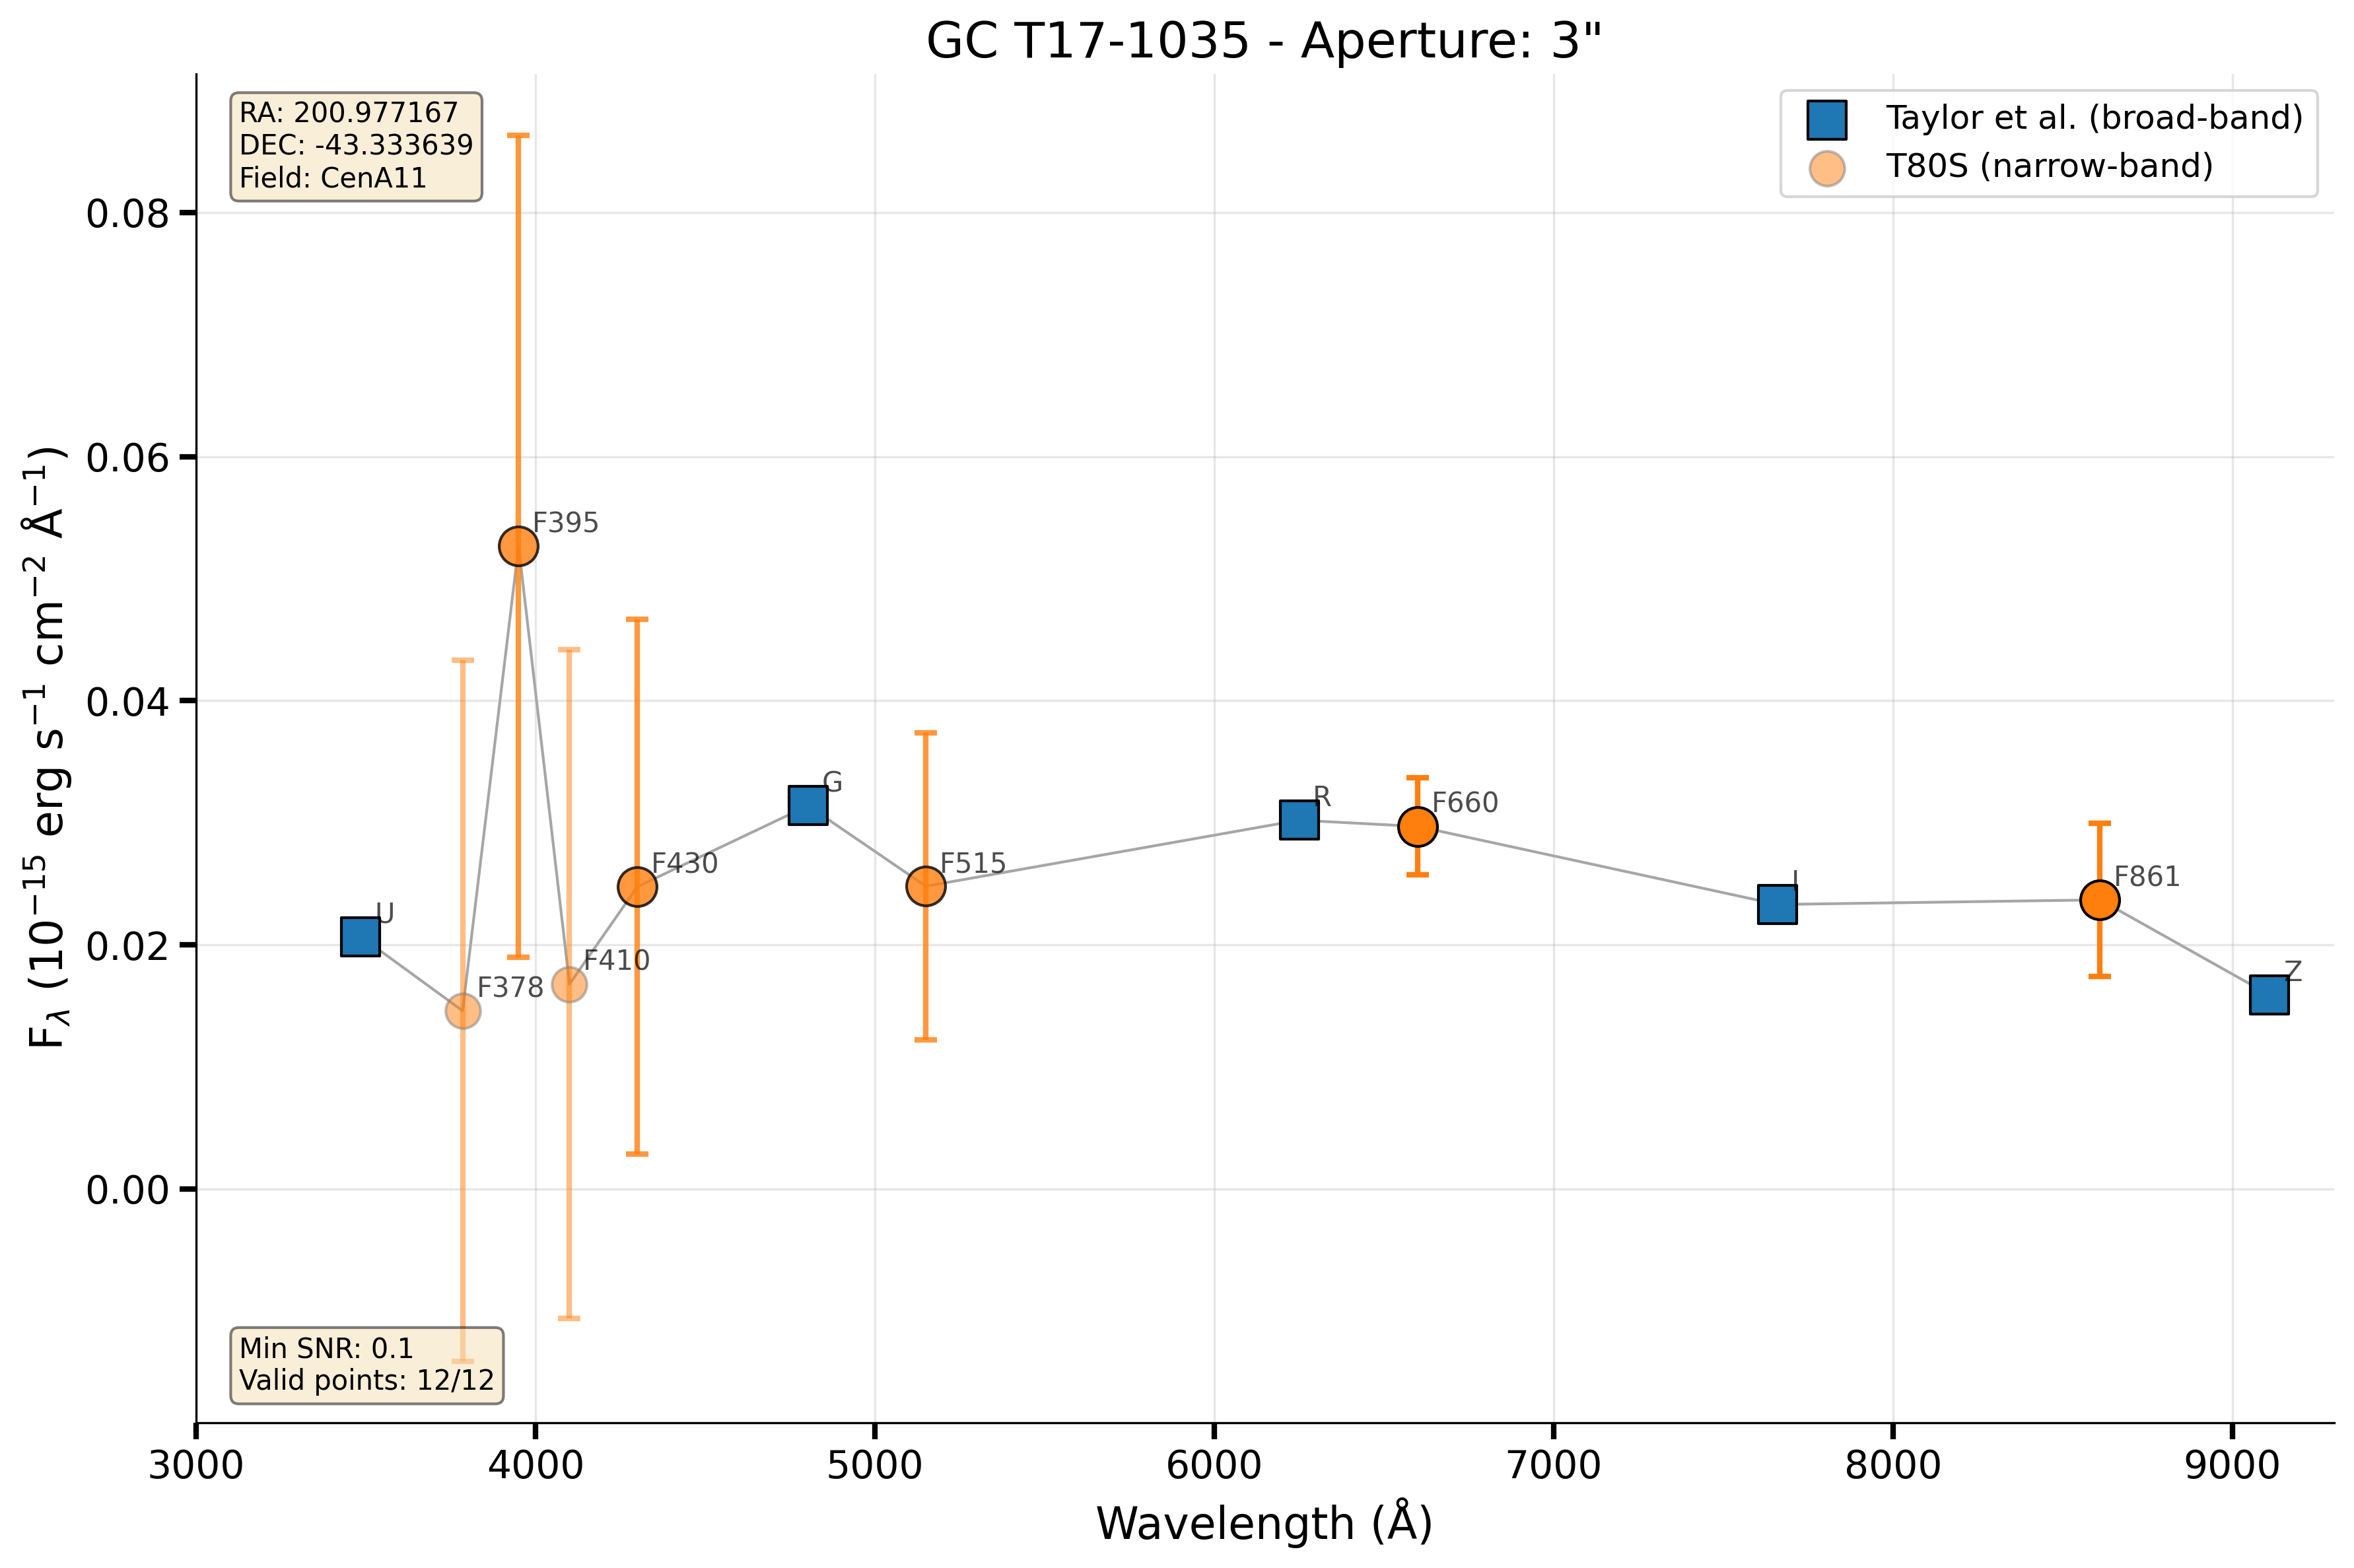 GC T17-1035 - Aperture: 3"
RA: 200.977167
DEC: -43.333639
Field: CenA11
Taylor et al. (broad-band)
T80S (narrow-band)
0.08
0.06
0.04
0.02
0.00
F_λ (10⁻¹⁵ erg s⁻¹ cm⁻² Å⁻¹)
U
F378
F395
F410
F430
G
F515
R
F660
I
F861
Z
Min SNR: 0.1
Valid points: 12/12
3000 4000 5000 6000 7000 8000 9000
Wavelength (Å)